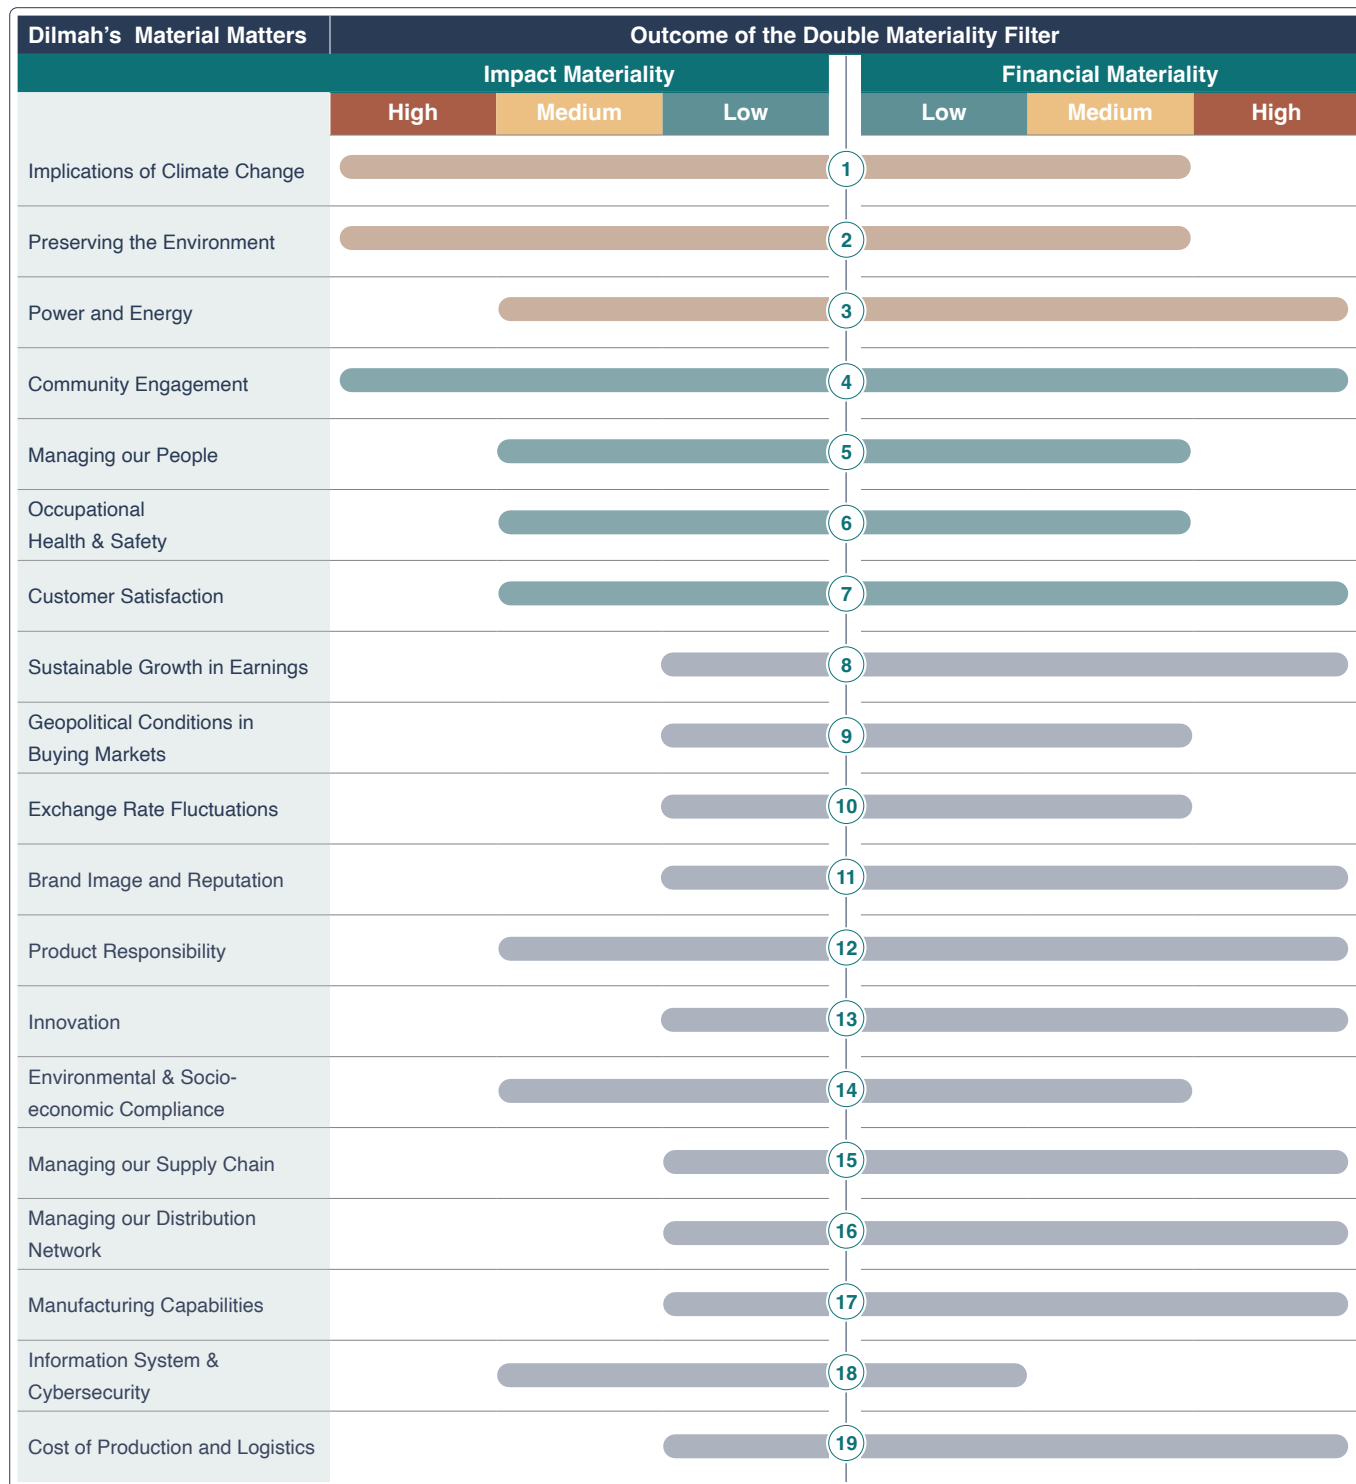 Dilmah's Material Matters
Outcome of the Double Materiality Filter
Impact Materiality
Financial Materiality
High
Medium
Low
Low
Medium
High
Implications of Climate Change
1
Preserving the Environment
2
Power and Energy
3
Community Engagement
4
Managing our People
5
Occupational
Health & Safety
6
Customer Satisfaction
7
Sustainable Growth in Earnings
8
Geopolitical Conditions in
Buying Markets
9
Exchange Rate Fluctuations
10
Brand Image and Reputation
11
Product Responsibility
12
Innovation
13
Environmental & Socio-
economic Compliance
14
Managing our Supply Chain
15
Managing our Distribution
Network
16
Manufacturing Capabilities
17
Information System &
Cybersecurity
18
Cost of Production and Logistics
19